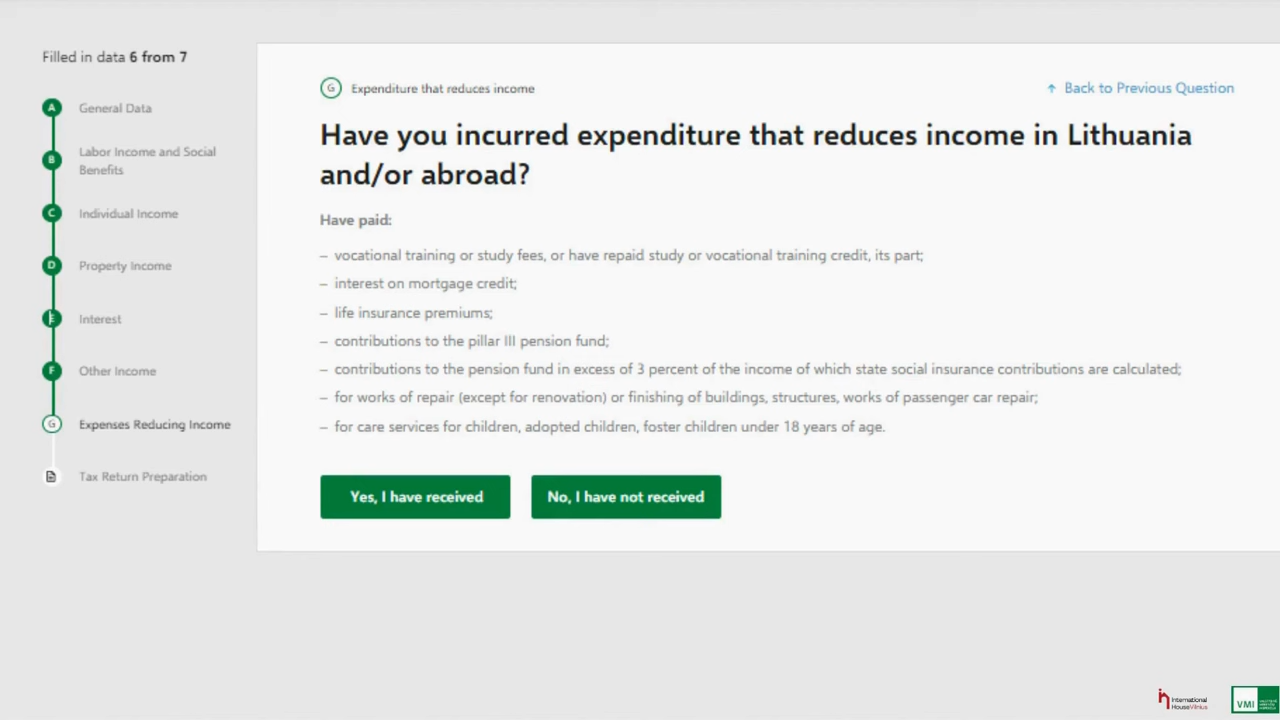 Filled in data 6 from 7
A General Data
B Labor Income and Social
Benefits
C Individual Income
D Property Income
E Interest
F Other Income
G Expenses Reducing Income
Tax Return Preparation
G Expenditure that reduces income
↑ Back to Previous Question
Have you incurred expenditure that reduces income in Lithuania
and/or abroad?
Have paid:
– vocational training or study fees, or have repaid study or vocational training credit, its part;
– interest on mortgage credit;
– life insurance premiums;
– contributions to the pillar III pension fund;
– contributions to the pension fund in excess of 3 percent of the income of which state social insurance contributions are calculated;
– for works of repair (except for renovation) or finishing of buildings, structures, works of passenger car repair;
– for care services for children, adopted children, foster children under 18 years of age.
Yes, I have received
No, I have not received
International
HouseVilnius
VMI